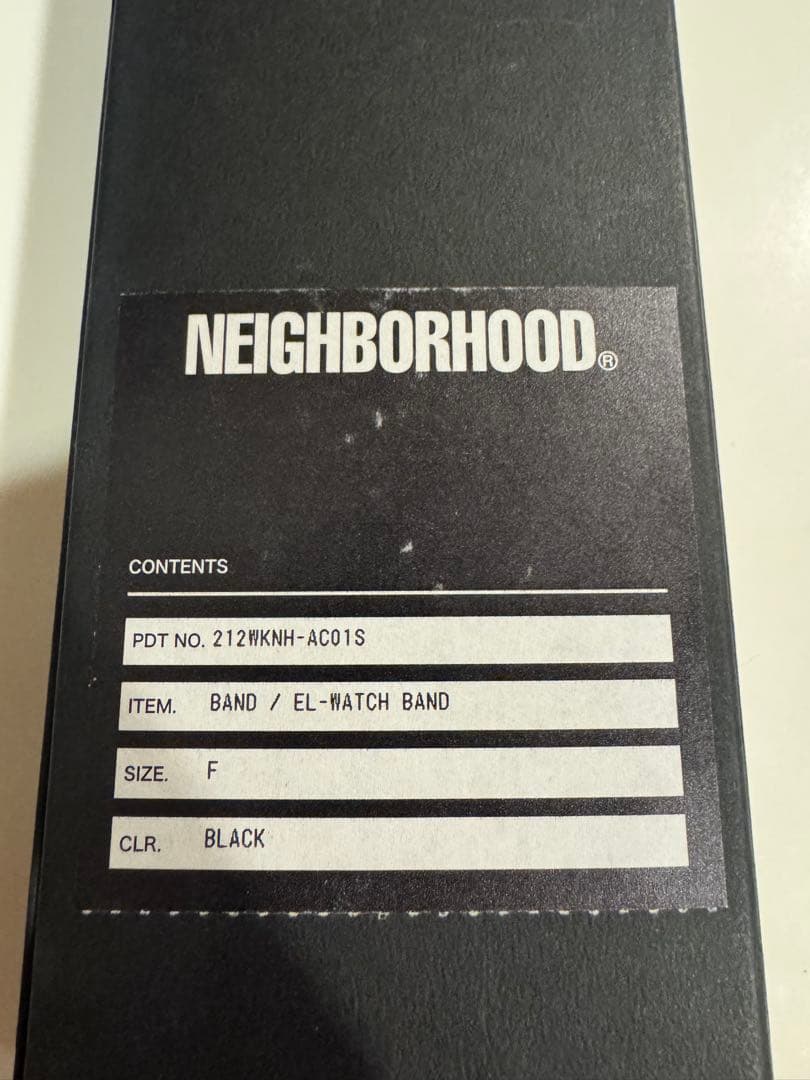 NEIGHBORHOOD®
CONTENTS
PDT NO. 212WKNH-AC01S
ITEM. BAND / EL-WATCH BAND
SIZE. F
CLR. BLACK